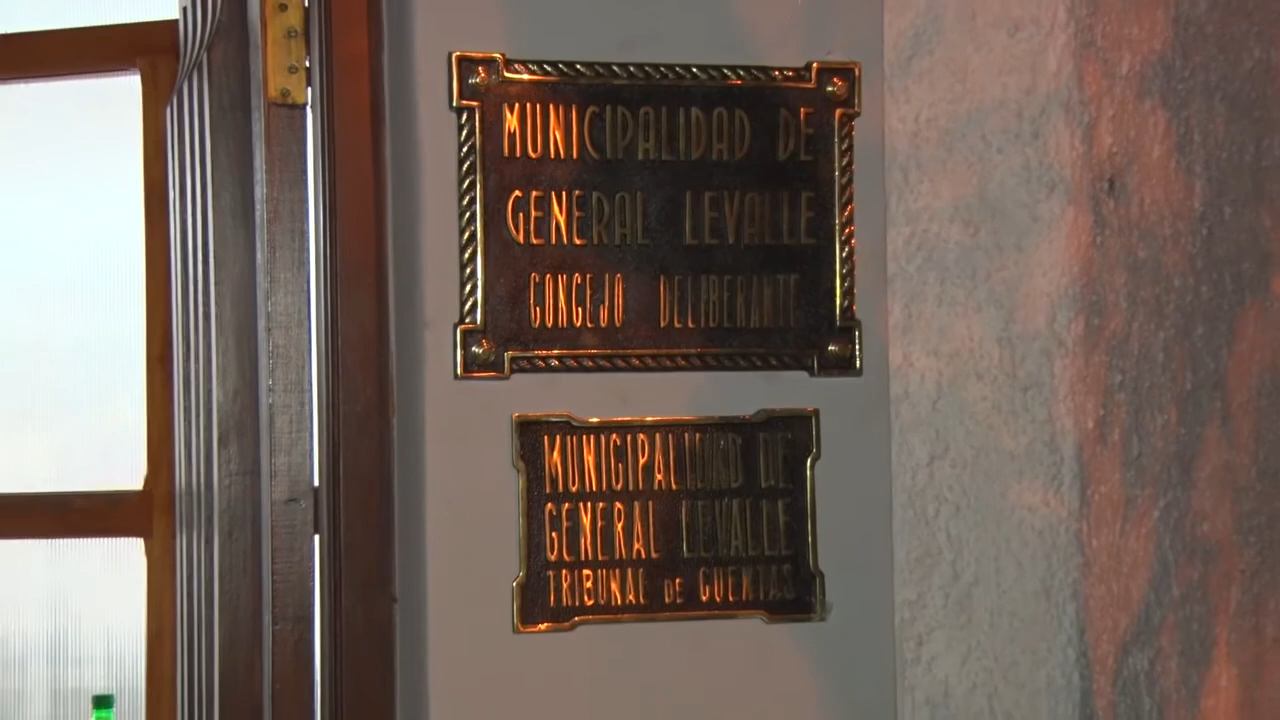 MUNICIPALIDAD DE
GENERAL LEVALLE
CONCEJO DELIBERANTE
MUNICIPALIDAD DE
GENERAL LEVALLE
TRIBUNAL DE CUENTAS